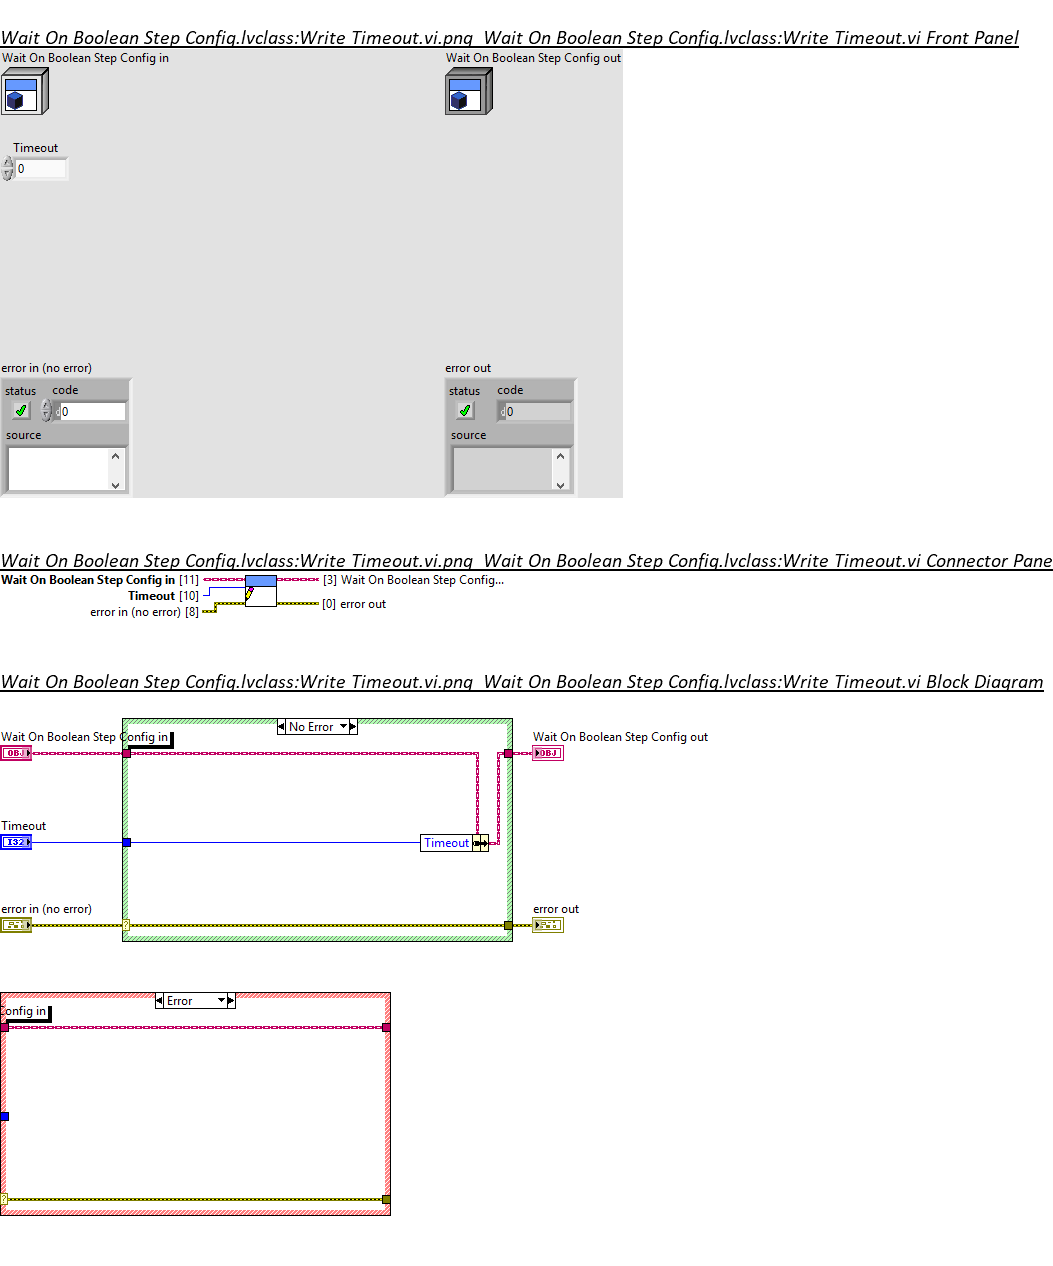 Wait On Boolean Step Config.lvclass:Write Timeout.vi.png Wait On Boolean Step Config.lvclass:Write Timeout.vi Front Panel
Wait On Boolean Step Config in
Wait On Boolean Step Config out
Timeout
0
error in (no error)
error out
status code
status code
d 0
d 0
source
source
Wait On Boolean Step Config.lvclass:Write Timeout.vi.png Wait On Boolean Step Config.lvclass:Write Timeout.vi Connector Pane
Wait On Boolean Step Config in [11]
[3] Wait On Boolean Step Config...
Timeout [10]
error in (no error) [8]
[0] error out
Wait On Boolean Step Config.lvclass:Write Timeout.vi.png Wait On Boolean Step Config.lvclass:Write Timeout.vi Block Diagram
No Error
Wait On Boolean Step Config in
Wait On Boolean Step Config out
OBJ
OBJ
Timeout
I32
Timeout
error in (no error)
error out
?
Error
Config in
?